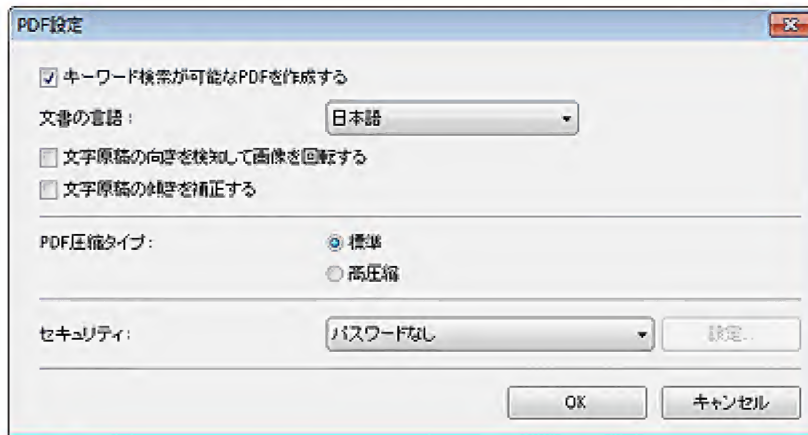 PDF設定
キーワード検索が可能なPDFを作成する
文書の言語： 日本語
文字原稿の向きを検知して画像を回転する
文字原稿の傾きを補正する
PDF圧縮タイプ： 標準
高圧縮
セキュリティ： パスワードなし 設定...
OK キャンセル